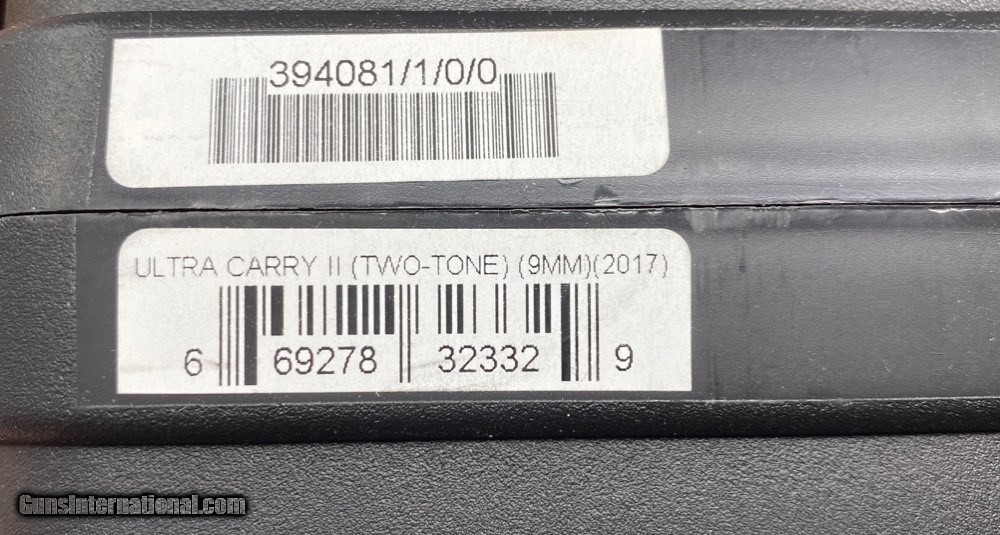 394081/1/0/0
ULTRA CARRY II (TWO-TONE) (9MM)(2017)
6 69278 32332 9
GunsInternational.com